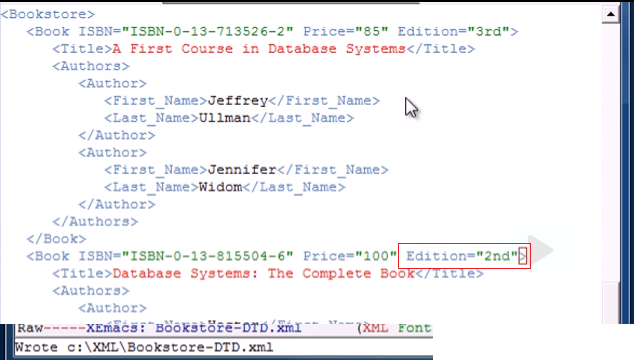 <Bookstore>
<Book ISBN="ISBN-0-13-713526-2" Price="85" Edition="3rd">
<Title>A First Course in Database Systems</Title>
<Authors>
<Author>
<First_Name>Jeffrey</First_Name>
<Last_Name>Ullman</Last_Name>
</Author>
<Author>
<First_Name>Jennifer</First_Name>
<Last_Name>Widom</Last_Name>
</Author>
</Authors>
</Book>
<Book ISBN="ISBN-0-13-815504-6" Price="100" Edition="2nd">
<Title>Database Systems: The Complete Book</Title>
<Authors>
<Author>
Raw-----XEmacs: Bookstore-DTD.xml (XML Font
Wrote c:\XML\Bookstore-DTD.xml